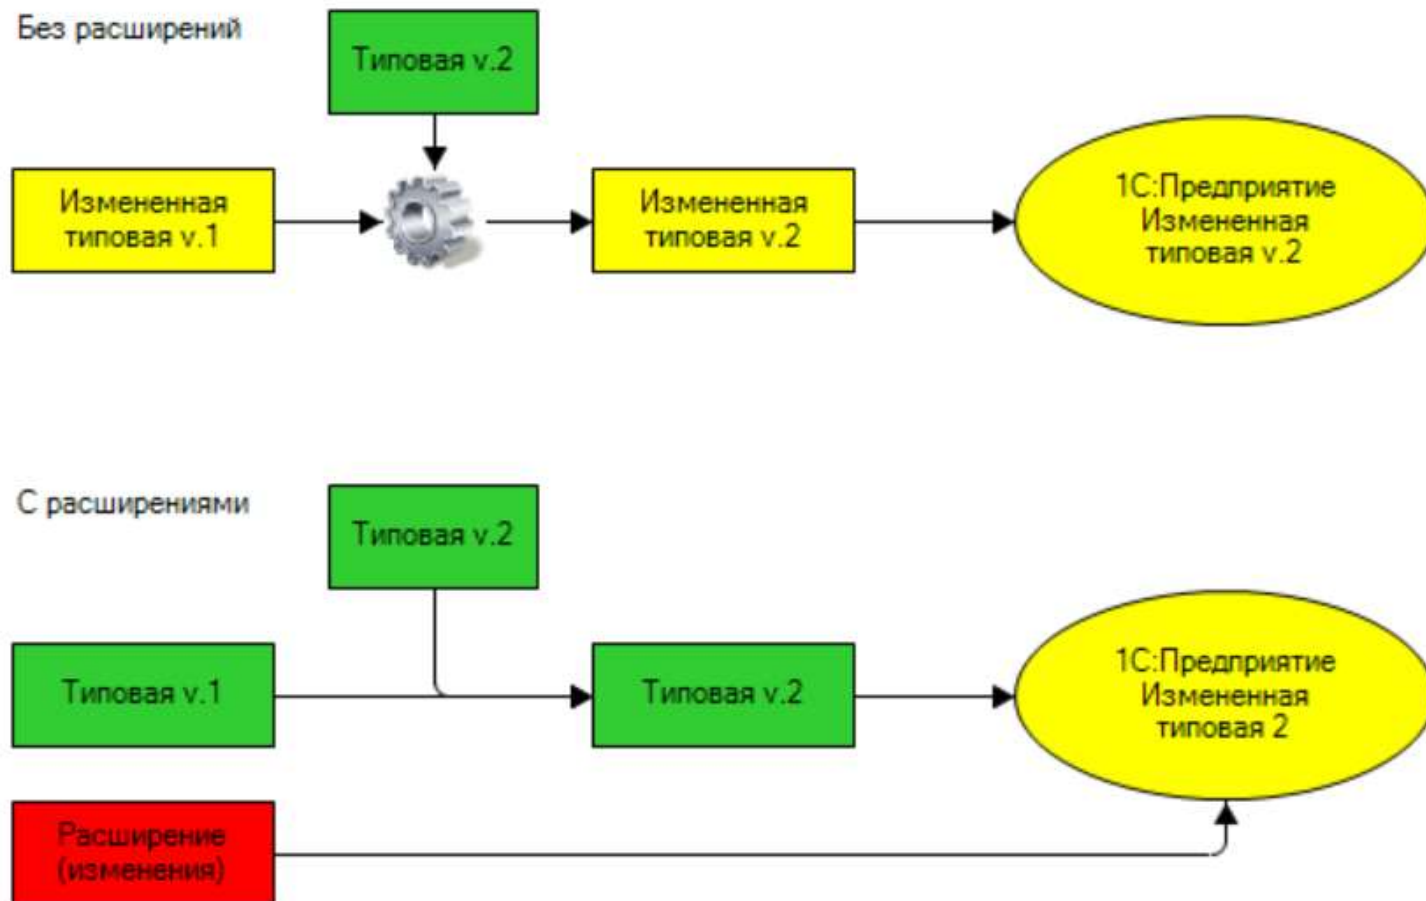 Без расширений
Типовая v.2
Измененная
типовая v.1
Измененная
типовая v.2
1С:Предприятие
Измененная
типовая v.2
С расширениями
Типовая v.2
Типовая v.1
Типовая v.2
1С:Предприятие
Измененная
типовая 2
Расширение
(изменения)